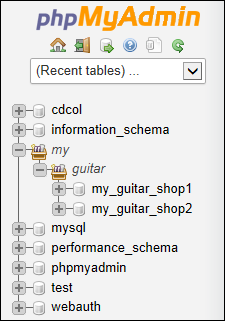 phpMyAdmin
(Recent tables) ...
cdcol
information_schema
my
guitar
my_guitar_shop1
my_guitar_shop2
mysql
performance_schema
phpmyadmin
test
webauth